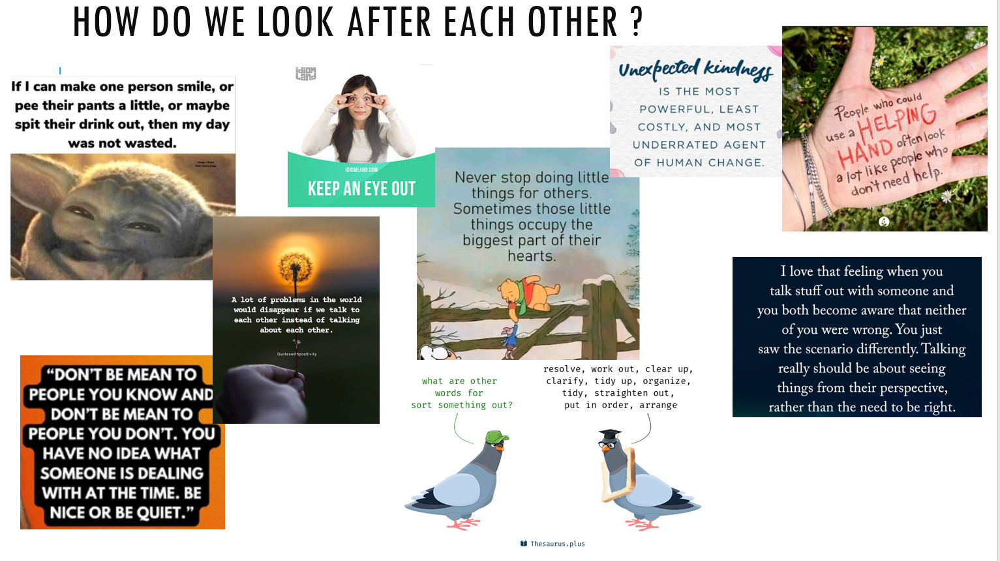 HOW DO WE LOOK AFTER EACH OTHER ?
If I can make one person smile, or
pee their pants a little, or maybe
spit their drink out, then my day
was not wasted.
idiom
Land
IDIOMLAND.COM
KEEP AN EYE OUT
Unexpected kindness
IS THE MOST
POWERFUL, LEAST
COSTLY, AND MOST
UNDERRATED AGENT
OF HUMAN CHANGE.
People who could
use a HELPING
HAND often look
a lot like people who
don't need help.
Never stop doing little
things for others.
Sometimes those little
things occupy the
biggest part of their
hearts.
A lot of problems in the world
would disappear if we talk to
each other instead of talking
about each other.
Quoteswithpositivity
I love that feeling when you
talk stuff out with someone and
you both become aware that neither
of you were wrong. You just
saw the scenario differently. Talking
really should be about seeing
things from their perspective,
rather than the need to be right.
“DON’T BE MEAN TO
PEOPLE YOU KNOW AND
DON’T BE MEAN TO
PEOPLE YOU DON’T. YOU
HAVE NO IDEA WHAT
SOMEONE IS DEALING
WITH AT THE TIME. BE
NICE OR BE QUIET.”
what are other
words for
sort something out?
resolve, work out, clear up,
clarify, tidy up, organize,
tidy, straighten out,
put in order, arrange
Thesaurus.plus